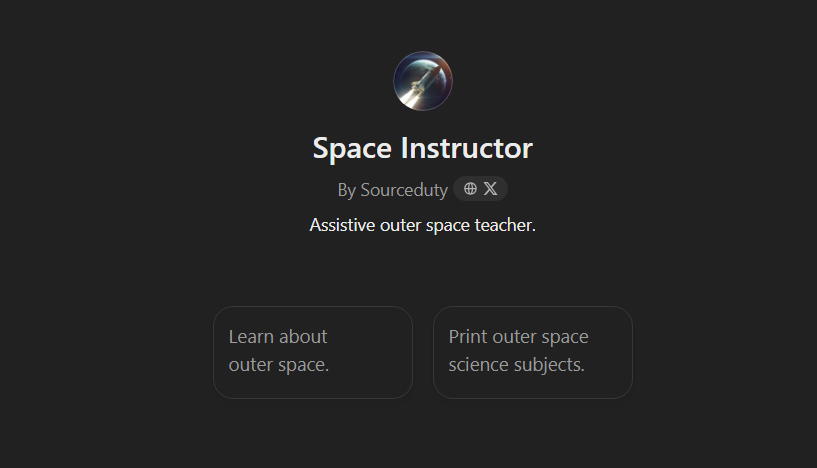 Space Instructor
By Sourceduty
Assistive outer space teacher.
Learn about
outer space.
Print outer space
science subjects.